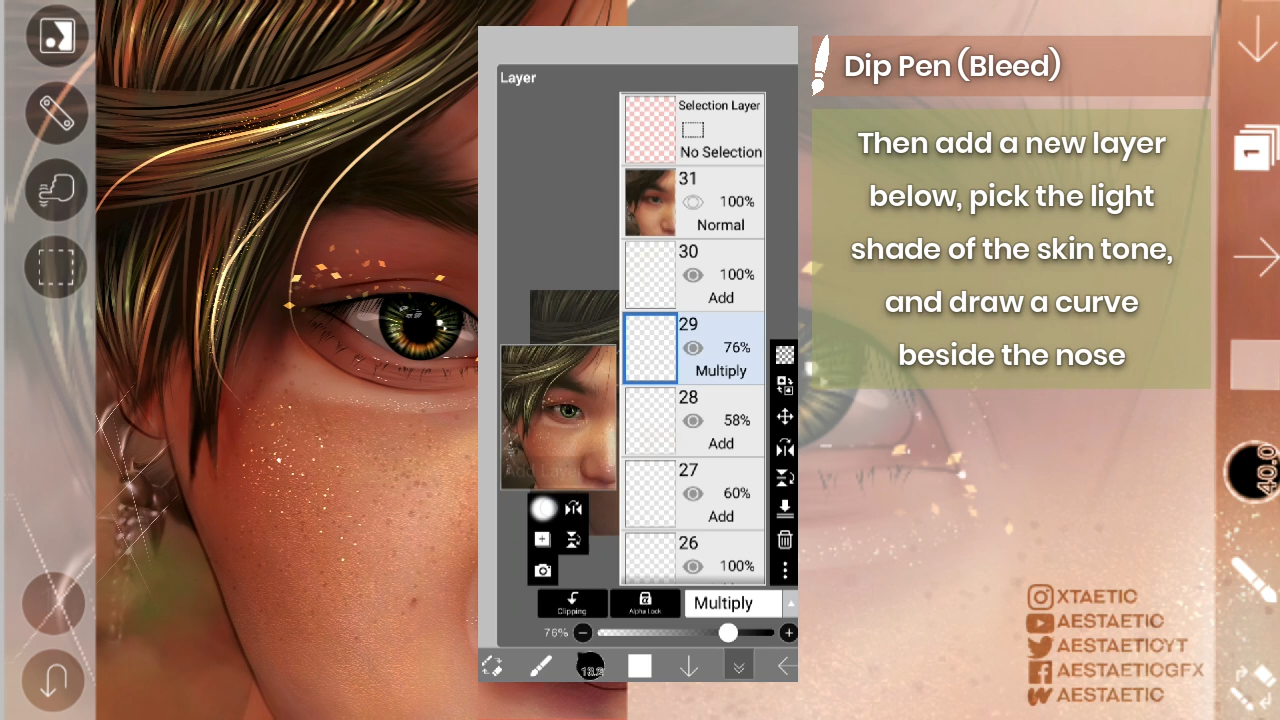 Layer
Selection Layer
No Selection
31
100%
Normal
30
100%
Add
29
76%
Multiply
28
58%
Add
27
60%
Add
26
100%
Clipping
Alpha Lock
Multiply
76%
Dip Pen (Bleed)
Then add a new layer
below, pick the light
shade of the skin tone,
and draw a curve
beside the nose
1
40.0
XTAETIC
AESTAETIC
AESTAETICYT
AESTAETICGFX
AESTAETIC